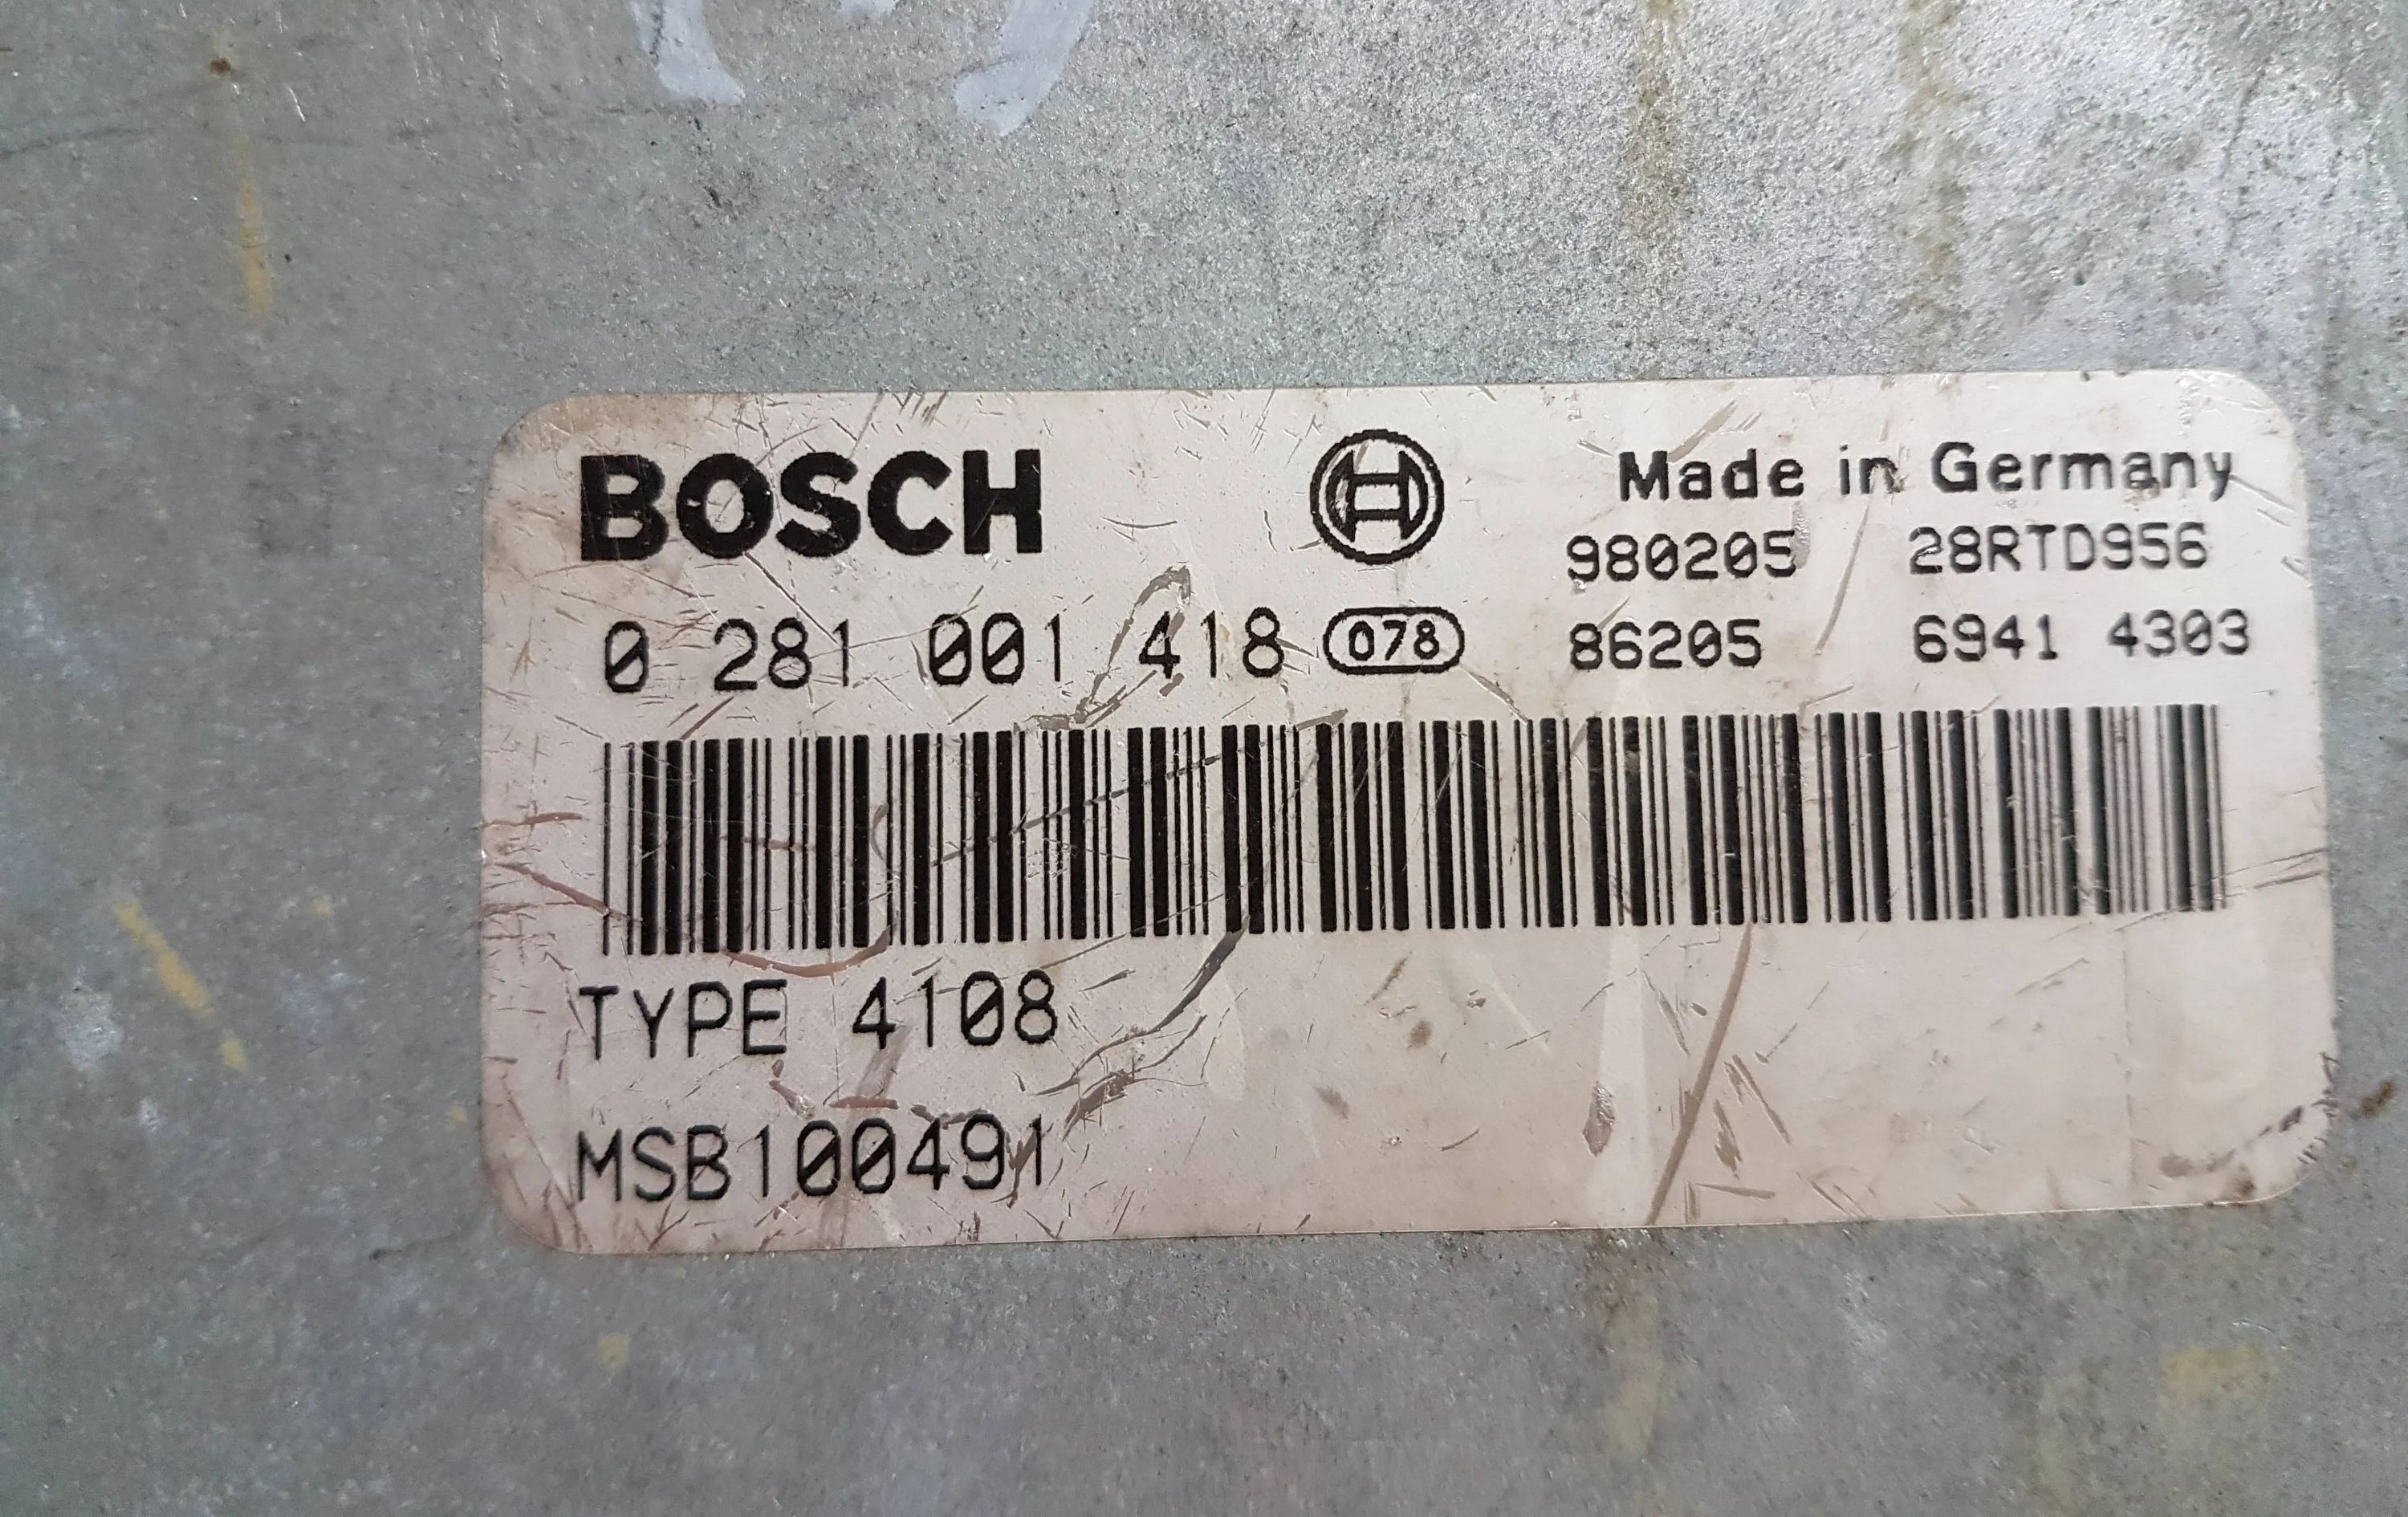 BOSCH
Made in Germany
980205 28RTD956
0 281 001 418 078
86205 6941 4303
TYPE 4108
MSB100491